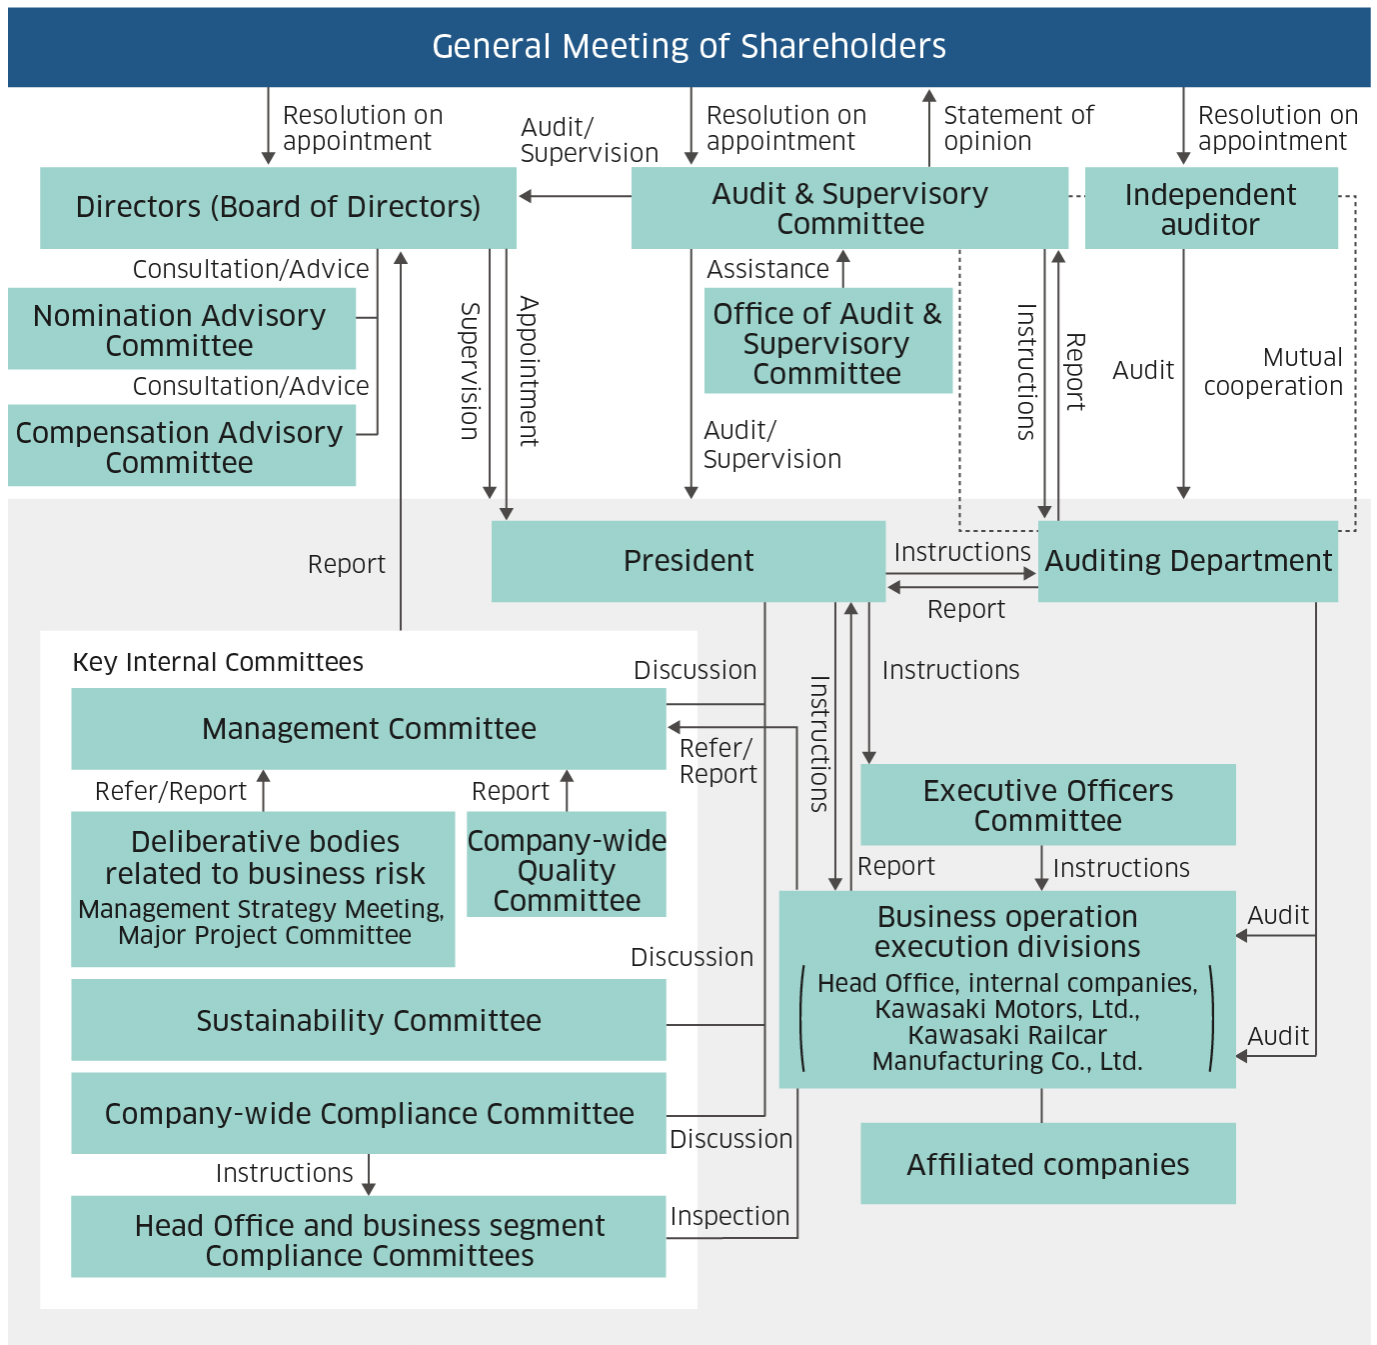 General Meeting of Shareholders
Resolution on
appointment
Audit/
Supervision
Resolution on
appointment
Statement of
opinion
Resolution on
appointment
Directors (Board of Directors)
Audit & Supervisory
Committee
Independent
auditor
Consultation/Advice
Nomination Advisory
Committee
Consultation/Advice
Compensation Advisory
Committee
Supervision
Appointment
Assistance
Office of Audit &
Supervisory
Committee
Audit/
Supervision
Instructions
Report
Audit
Mutual
cooperation
Report
President
Instructions
Report
Auditing Department
Key Internal Committees
Discussion
Management Committee
Refer/
Report
Instructions
Instructions
Refer/Report
Report
Deliberative bodies
related to business risk
Management Strategy Meeting,
Major Project Committee
Company-wide
Quality
Committee
Executive Officers
Committee
Report
Instructions
Business operation
execution divisions
Head Office, internal companies,
Kawasaki Motors, Ltd.,
Kawasaki Railcar
Manufacturing Co., Ltd.
Audit
Audit
Discussion
Sustainability Committee
Company-wide Compliance Committee
Discussion
Instructions
Affiliated companies
Head Office and business segment
Compliance Committees
Inspection